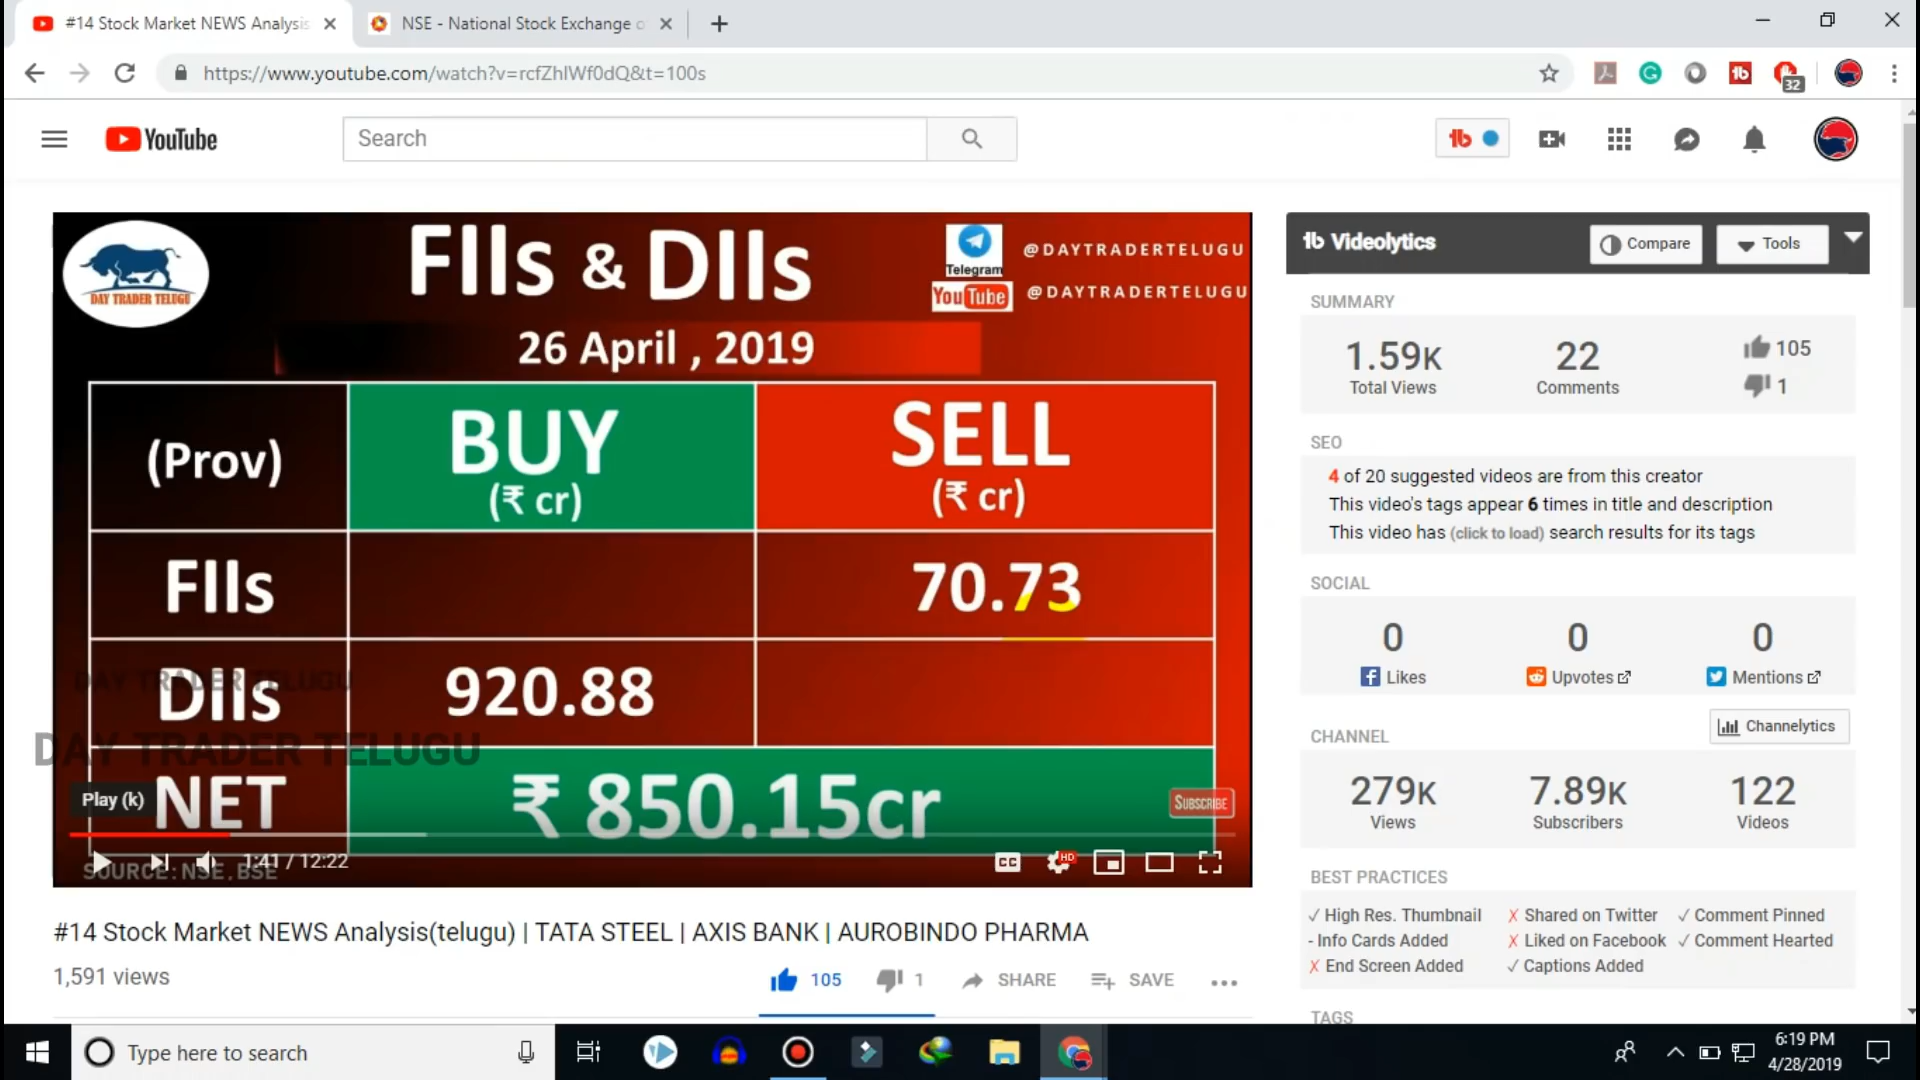 #14 Stock Market NEWS Analysis
NSE - National Stock Exchange o
https://www.youtube.com/watch?v=rcfZhlWf0dQ&t=100s
32
YouTube
Search
DAY TRADER TELUGU
FIIs & DIIs
Telegram
@DAYTRADERTELUGU
YouTube
@DAYTRADERTELUGU
26 April , 2019
(Prov)
BUY
(₹ cr)
SELL
(₹ cr)
FIIs
70.73
DIIs
920.88
DAY TRADER TELUGU
DAY TRADER TELUGU
NET
₹ 850.15cr
Play (k)
SUBSCRIBE
1:41 / 12:22
CC
HD
SOURCE: NSE, BSE
#14 Stock Market NEWS Analysis(telugu) | TATA STEEL | AXIS BANK | AUROBINDO PHARMA
1,591 views
105
1
SHARE
SAVE
Videolytics
Compare
Tools
SUMMARY
1.59K
Total Views
22
Comments
105
1
SEO
4 of 20 suggested videos are from this creator
This video's tags appear 6 times in title and description
This video has (click to load) search results for its tags
SOCIAL
0
Likes
0
Upvotes
0
Mentions
CHANNEL
Channelytics
279K
Views
7.89K
Subscribers
122
Videos
BEST PRACTICES
✓ High Res. Thumbnail
✗ Shared on Twitter
✓ Comment Pinned
- Info Cards Added
✗ Liked on Facebook
✓ Comment Hearted
✗ End Screen Added
✓ Captions Added
TAGS
Type here to search
6:19 PM
4/28/2019